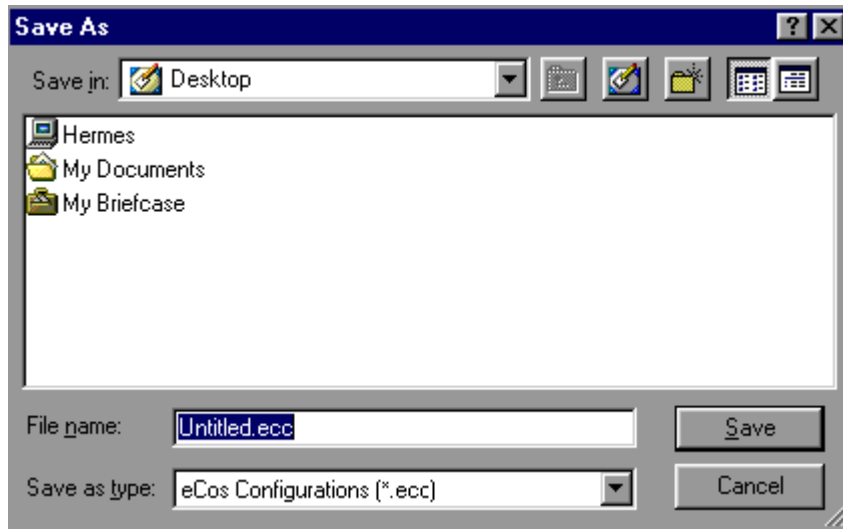 Save As
Save in: Desktop
Hermes
My Documents
My Briefcase
File name: Untitled.ecc Save
Save as type: eCos Configurations (*.ecc) Cancel